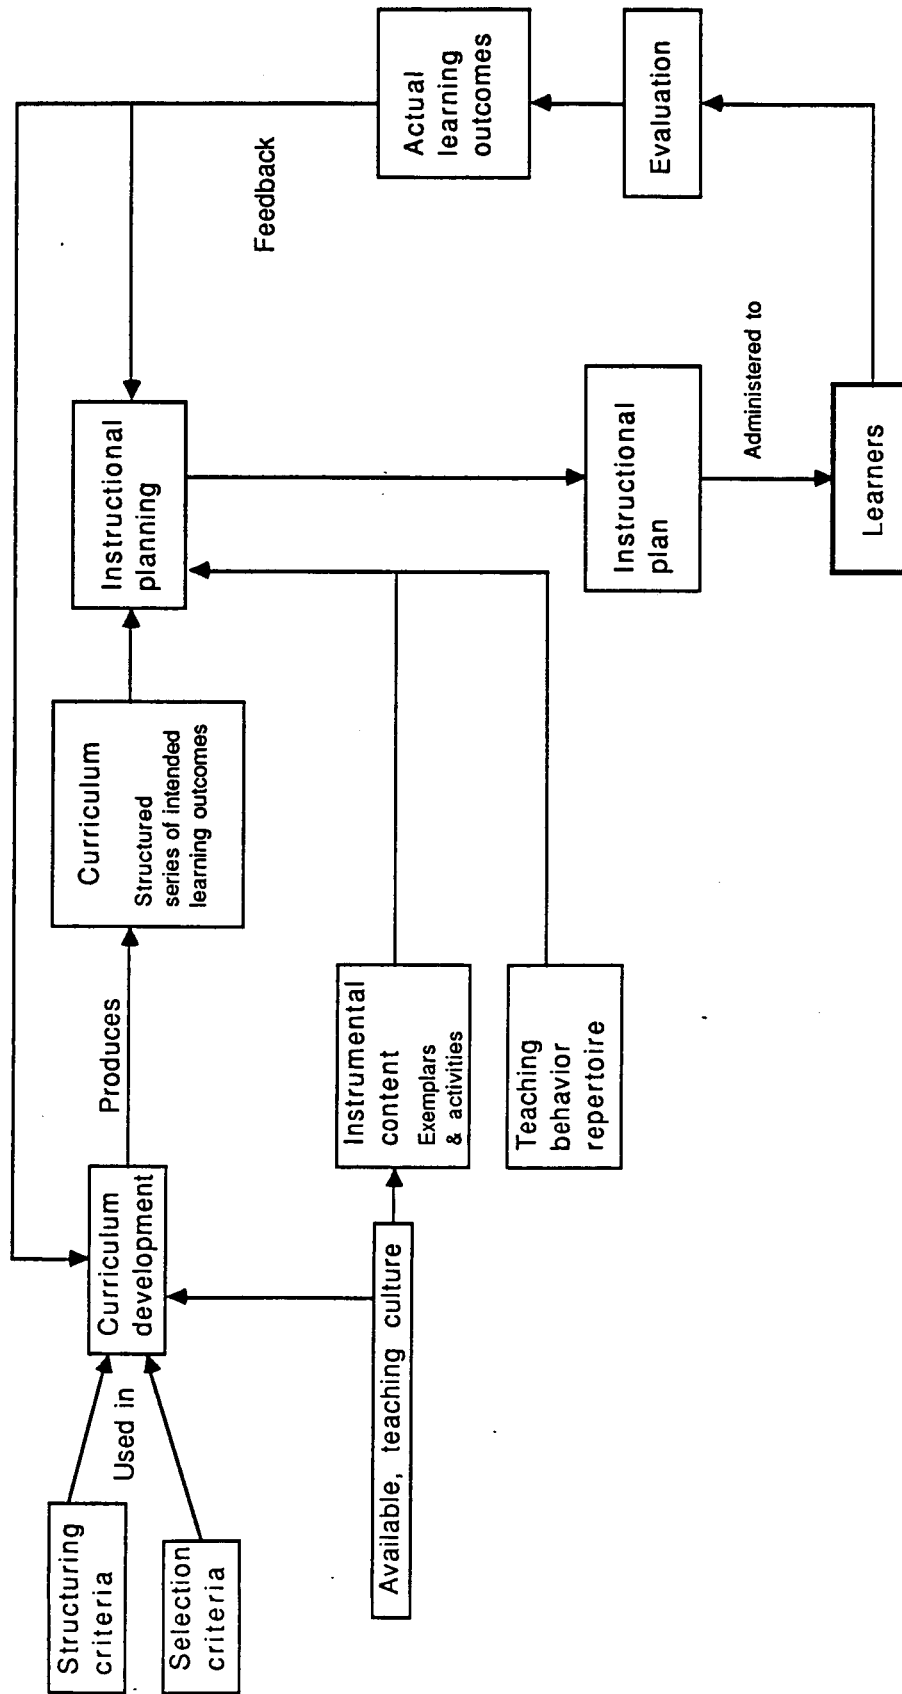 Structuring
criteria
Selection
criteria
Used in
Curriculum
development
Produces
Curriculum
Structured
series of intended
learning outcomes
Instructional
planning
Available, teaching culture
Instrumental
content
Exemplars
& activities
Teaching
behavior
repertoire
Instructional
plan
Administered to
Learners
Evaluation
Actual
learning
outcomes
Feedback